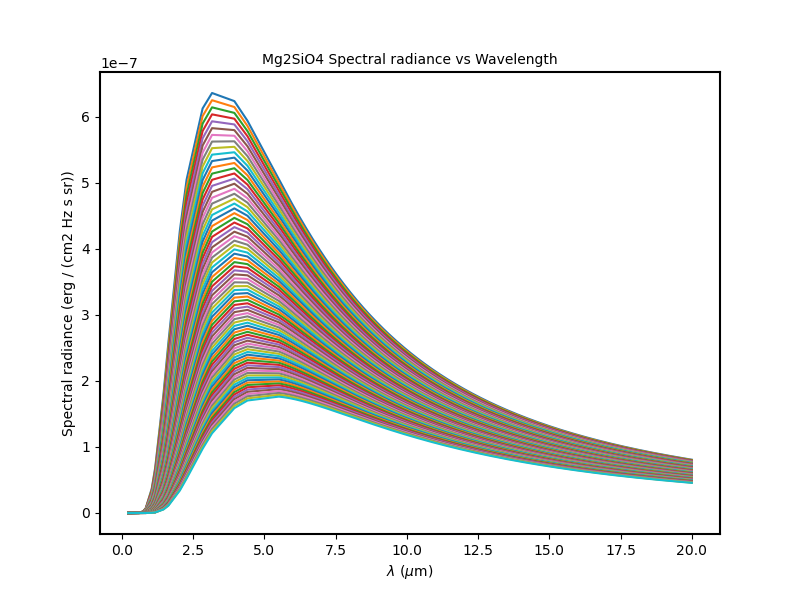 Mg2SiO4 Spectral radiance vs Wavelength
1e−7
6
5
4
3
2
1
0
Spectral radiance (erg / (cm2 Hz s sr))
0.0 2.5 5.0 7.5 10.0 12.5 15.0 17.5 20.0
λ (μm)